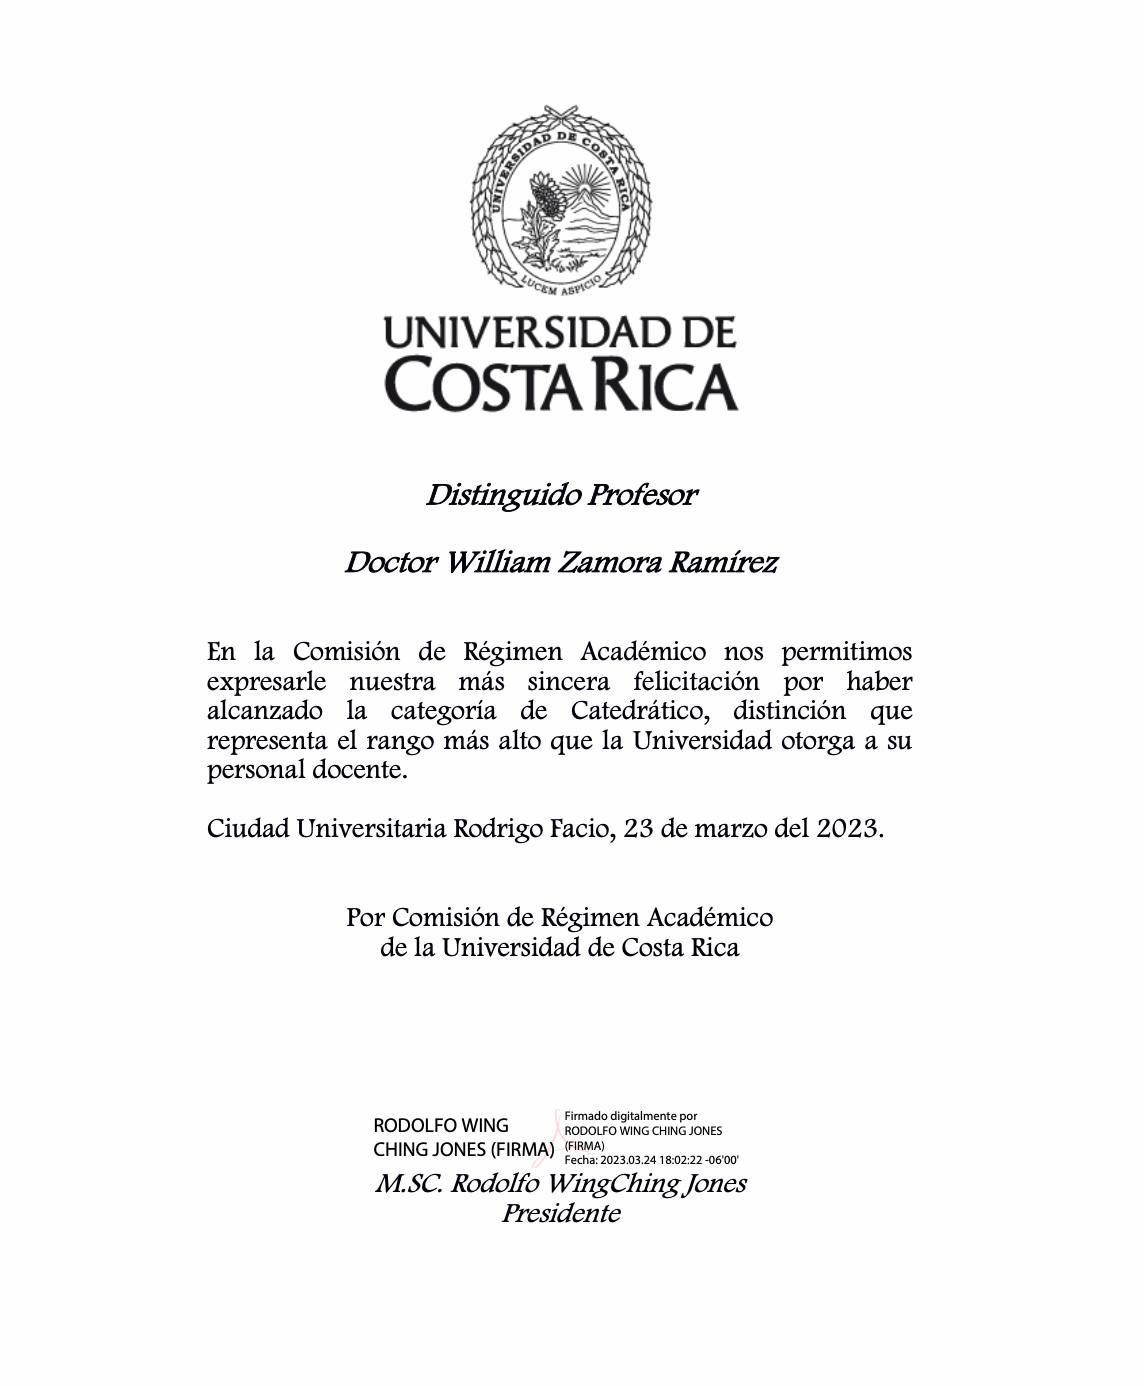 UNIVERSIDAD DE COSTA RICA
LUCEM ASPICIO
UNIVERSIDAD DE
COSTA RICA
Distinguido Profesor
Doctor William Zamora Ramírez
En la Comisión de Régimen Académico nos permitimos
expresarle nuestra más sincera felicitación por haber
alcanzado la categoría de Catedrático, distinción que
representa el rango más alto que la Universidad otorga a su
personal docente.
Ciudad Universitaria Rodrigo Facio, 23 de marzo del 2023.
Por Comisión de Régimen Académico
de la Universidad de Costa Rica
RODOLFO WING
CHING JONES (FIRMA)
Firmado digitalmente por
RODOLFO WING CHING JONES
(FIRMA)
Fecha: 2023.03.24 18:02:22 -06'00'
M.SC. Rodolfo WingChing Jones
Presidente